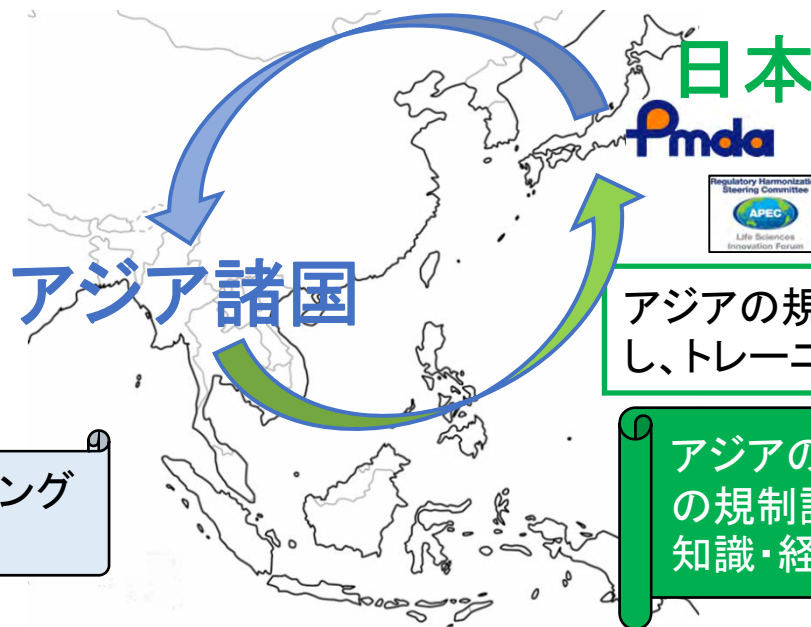 日本
Pmda
Regulatory Harmonizatio
Steering Committee
APEC
Life Sciences
Innovation Forum
アジア諸国
アジアの規
し、トレーニ
ング
アジアの
の規制
知識・経